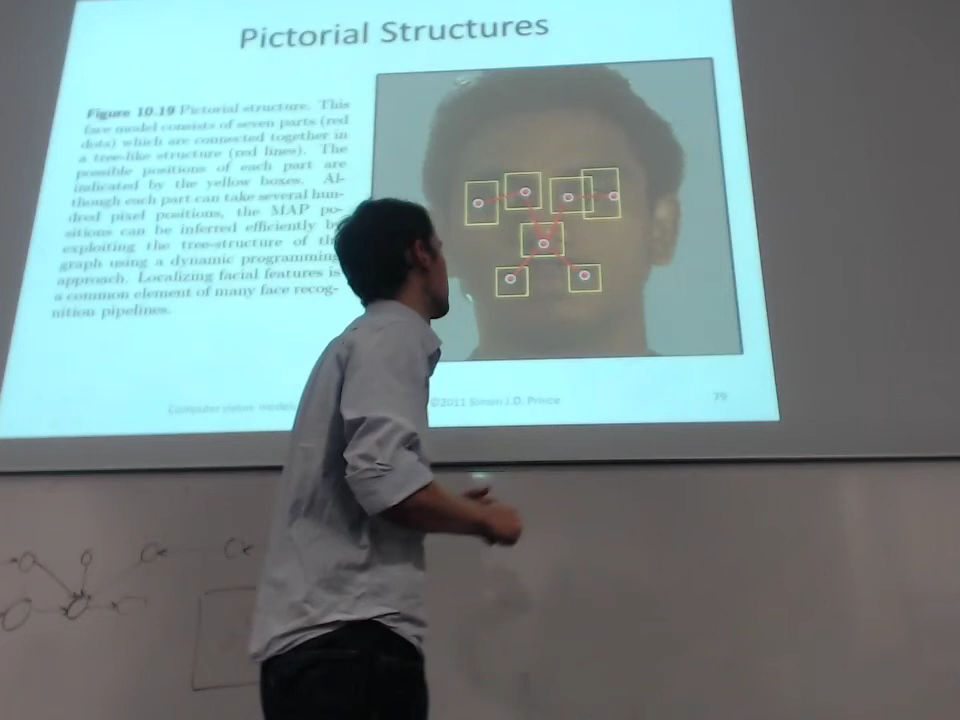 Pictorial Structures
Figure 10.19 Pictorial structure. This
face model consists of seven parts (red
dots) which are connected together in
a tree-like structure (red lines). The
possible positions of each part are
indicated by the yellow boxes. Al-
though each part can take several hun-
dred pixel positions, the MAP po-
sitions can be inferred efficiently by
exploiting the tree-structure of th
graph using a dynamic programming
approach. Localizing facial features is
a common element of many face recog-
nition pipelines.
Computer vision: models ©2011 Simon J.D. Prince 79